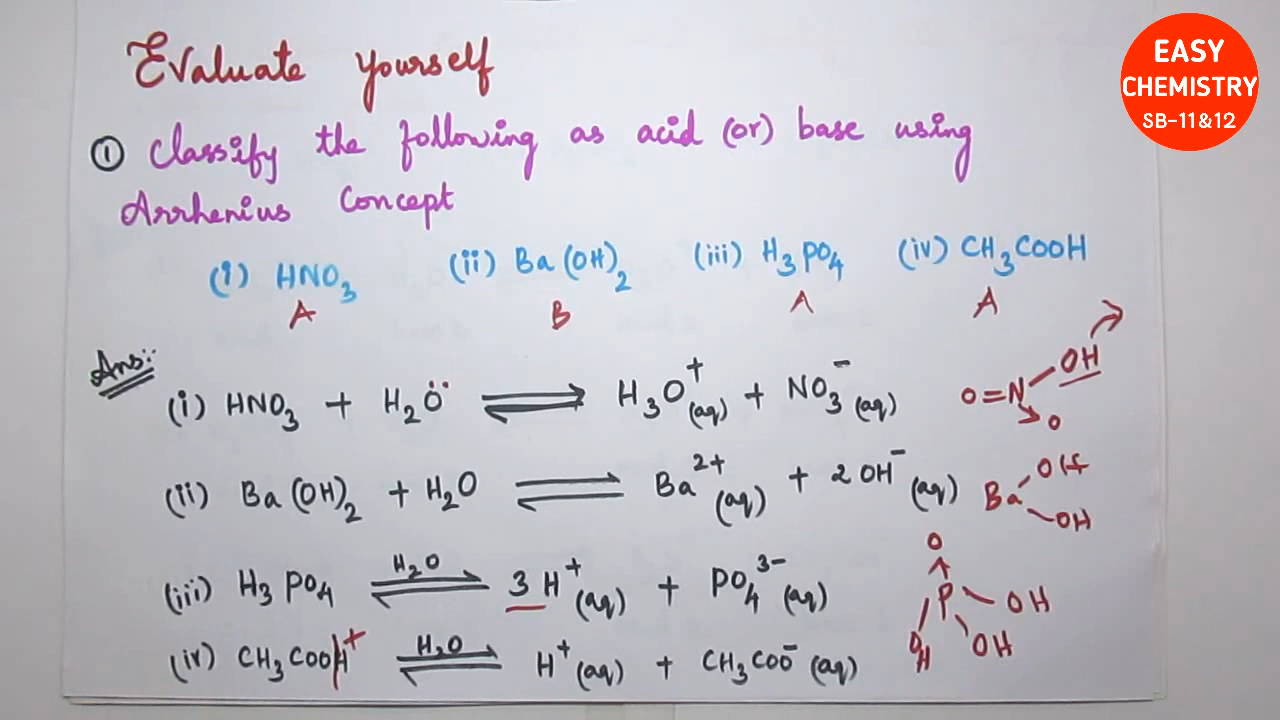 Evaluate yourself
EASY
CHEMISTRY
SB-11&12
① Classify the following as acid (or) base using
Arrhenius Concept
(i) HNO₃ (ii) Ba(OH)₂ (iii) H₃PO₄ (iv) CH₃COOH
A B A A
Ans:-
(i) HNO₃ + H₂Ö ⇌ H₃O⁺(aq) + NO₃⁻(aq)
O=N OH
O
(ii) Ba(OH)₂ + H₂O ⇌ Ba²⁺(aq) + 2OH⁻(aq)
Ba OH
OH
(iii) H₃PO₄ ⇌ H₂O 3H⁺(aq) + PO₄³⁻(aq)
O
P OH
OH OH
(iv) CH₃COOH⁺ ⇌ H₂O H⁺(aq) + CH₃COO⁻(aq)